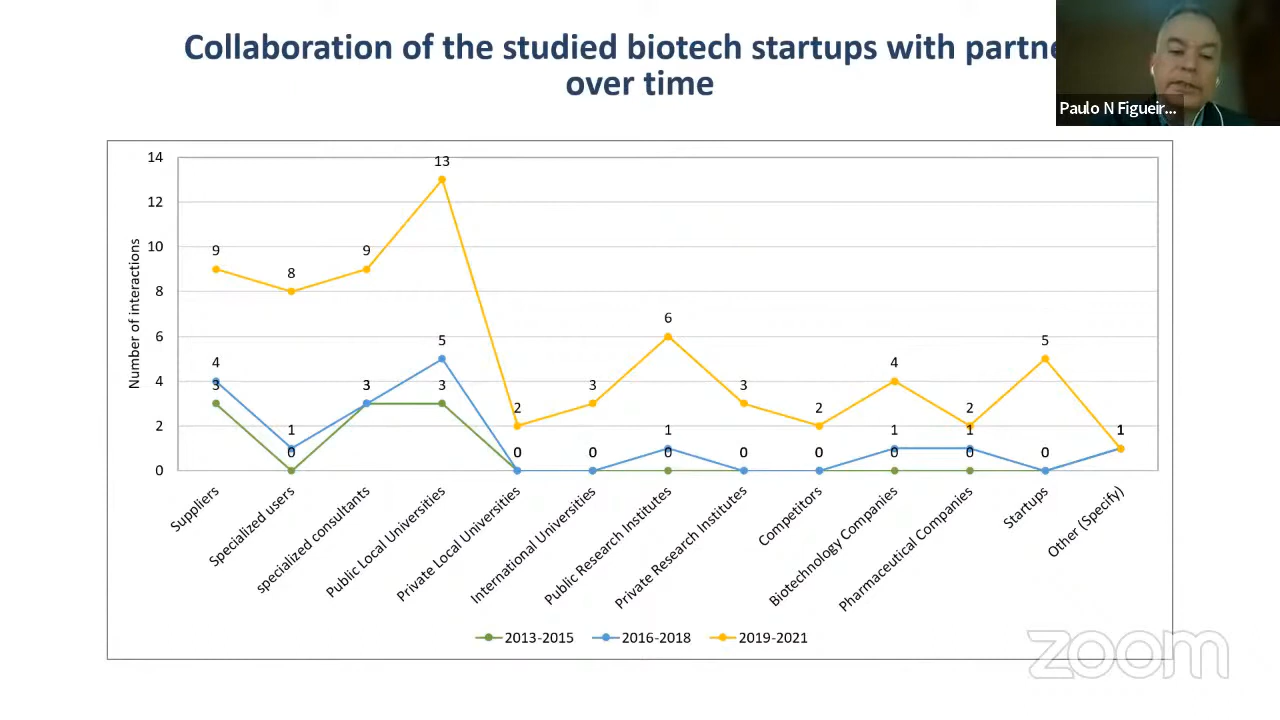 Collaboration of the studied biotech startups with partne
over time
Paulo N Figueir...
Number of interactions
14
12
10
8
6
4
2
0
9
8
9
13
2
3
6
3
2
4
2
5
1
4
1
3
5
0
0
1
0
0
1
1
0
3
0
3
0
0
Suppliers
Specialized users
specialized consultants
Public Local Universities
Private Local Universities
International Universities
Public Research Institutes
Private Research Institutes
Competitors
Biotechnology Companies
Pharmaceutical Companies
Startups
Other (Specify)
2013-2015
2016-2018
2019-2021
zoom